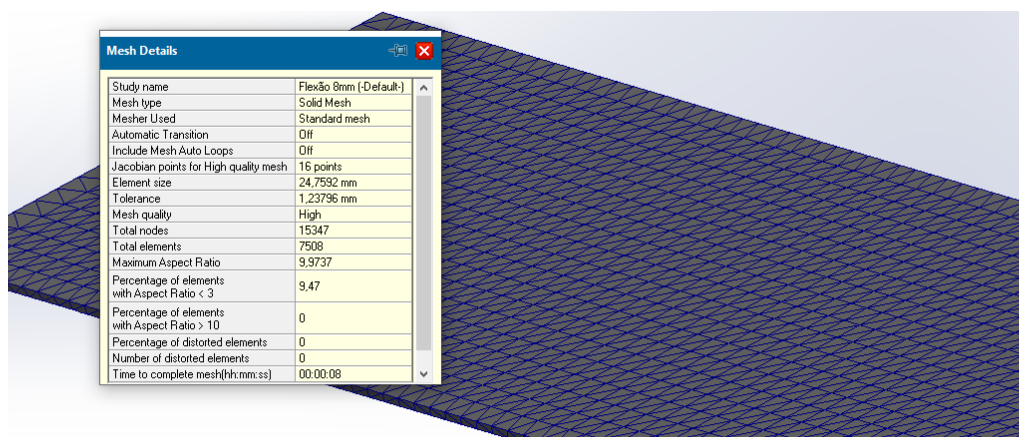 Mesh Details
Study name Flexão 8mm (-Default-)
Mesh type Solid Mesh
Mesher Used Standard mesh
Automatic Transition Off
Include Mesh Auto Loops Off
Jacobian points for High quality mesh 16 points
Element size 24,7592 mm
Tolerance 1,23796 mm
Mesh quality High
Total nodes 15347
Total elements 7508
Maximum Aspect Ratio 9,9737
Percentage of elements
with Aspect Ratio < 3 9,47
Percentage of elements
with Aspect Ratio > 10 0
Percentage of distorted elements 0
Number of distorted elements 0
Time to complete mesh(hh:mm:ss) 00:00:08